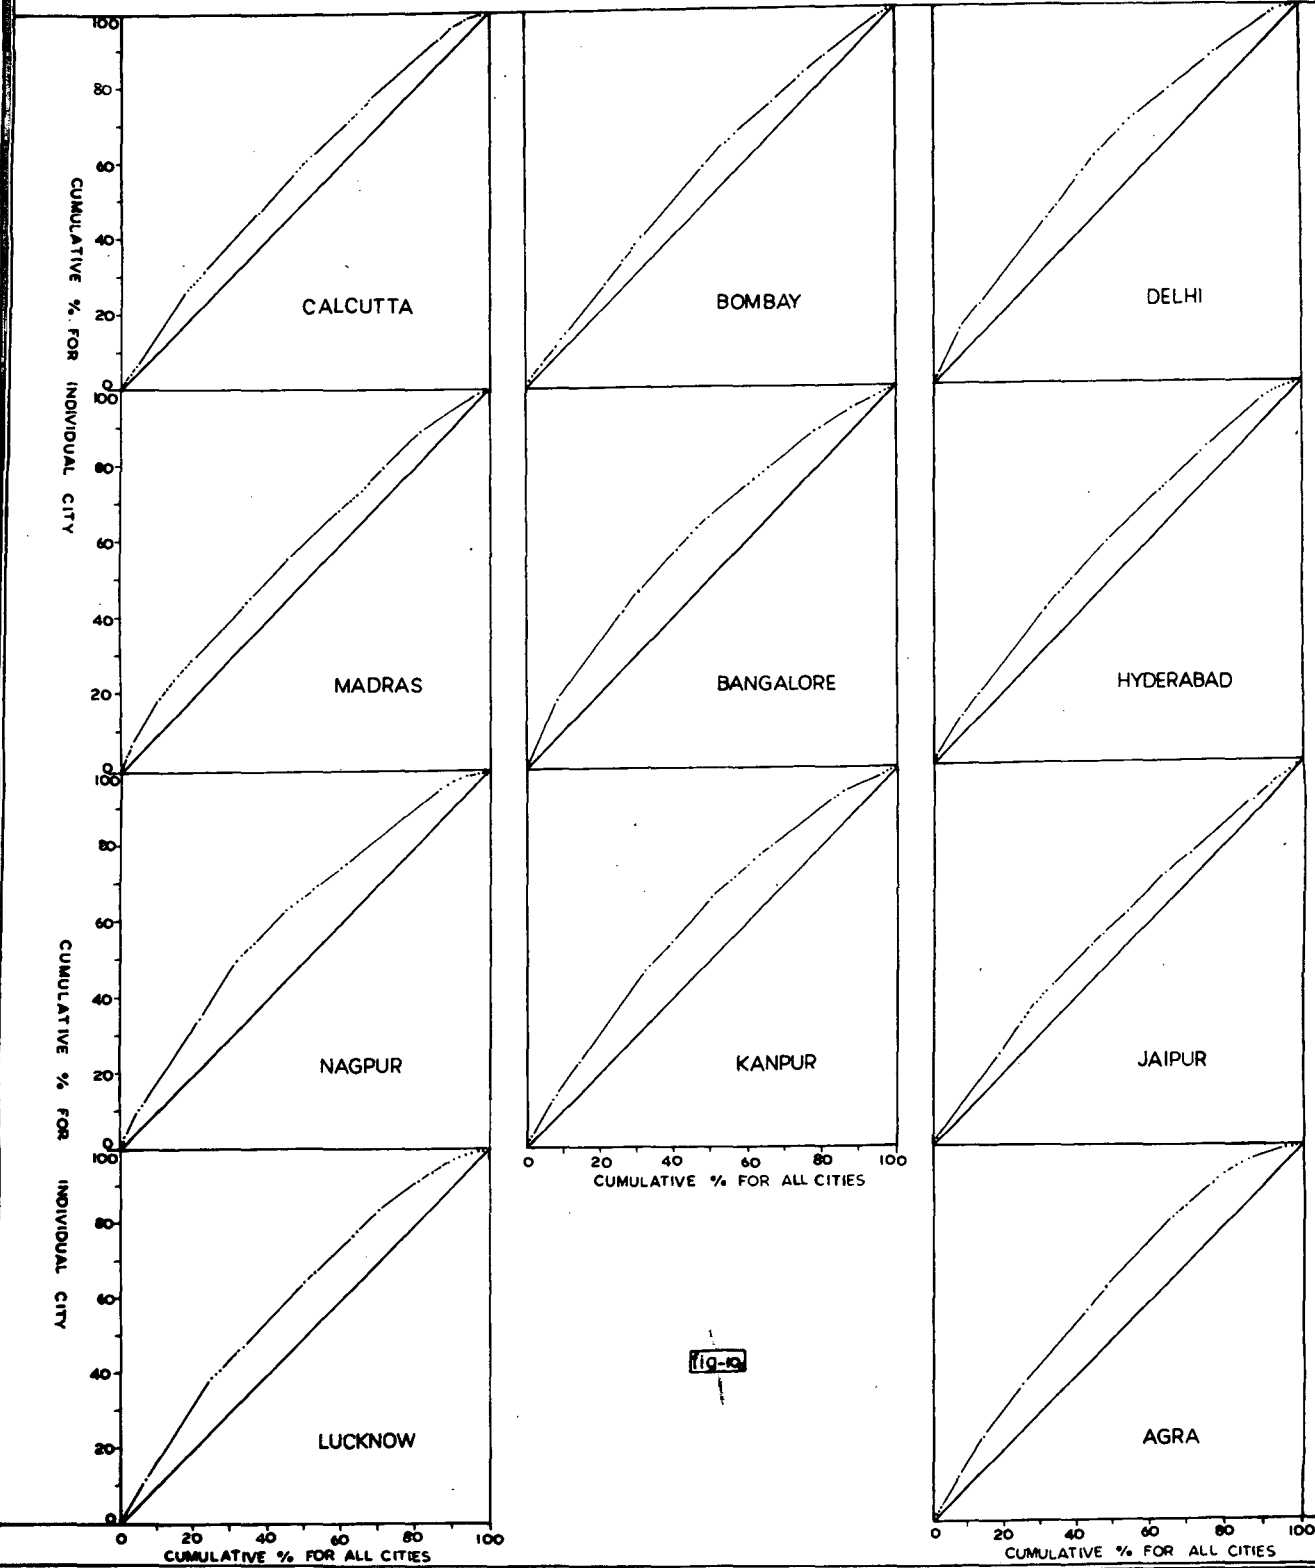 100
80
60
40
20
0
CALCUTTA
BOMBAY
DELHI
CUMULATIVE %. FOR INDIVIDUAL CITY
100
80
60
40
20
0
MADRAS
BANGALORE
HYDERABAD
100
80
60
40
20
0
NAGPUR
KANPUR
JAIPUR
0 20 40 60 80 100
CUMULATIVE % FOR ALL CITIES
CUMULATIVE % FOR INDIVIDUAL CITY
100
80
60
40
20
0
LUCKNOW
AGRA
0 20 40 60 80 100
CUMULATIVE % FOR ALL CITIES
0 20 40 60 80 100
CUMULATIVE % FOR ALL CITIES